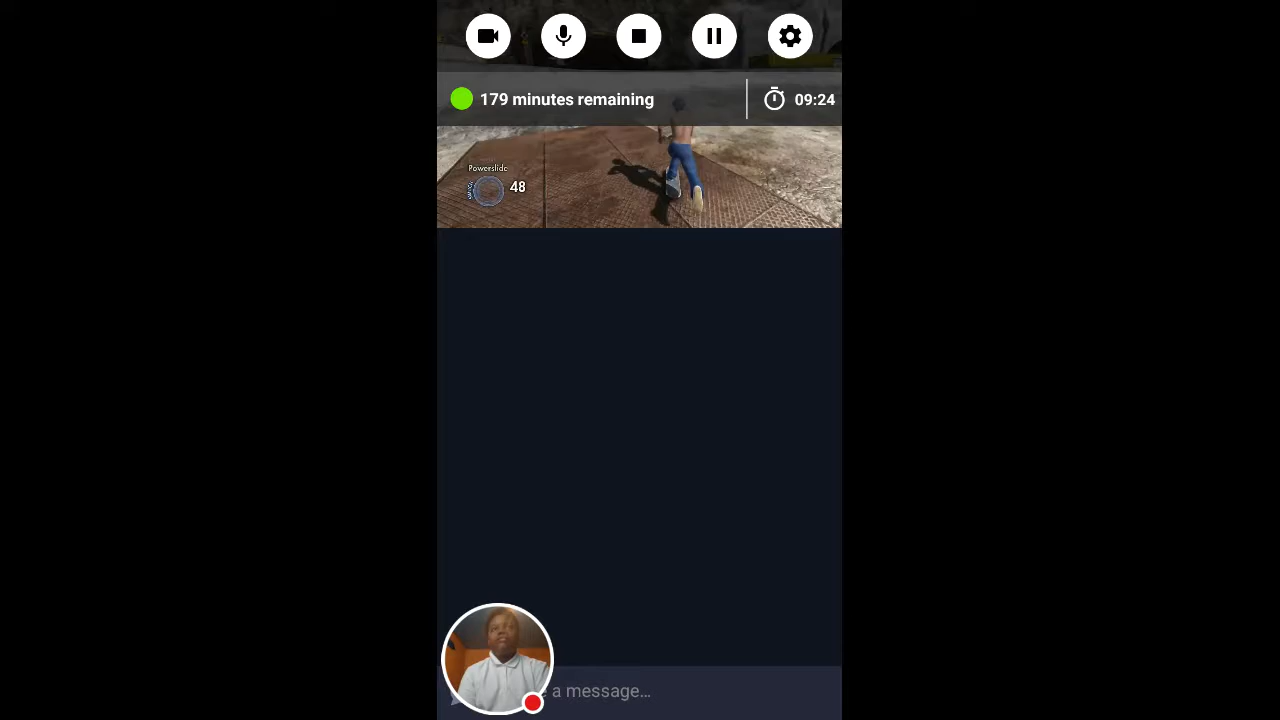 179 minutes remaining
09:24
Powerslide
48
a message…